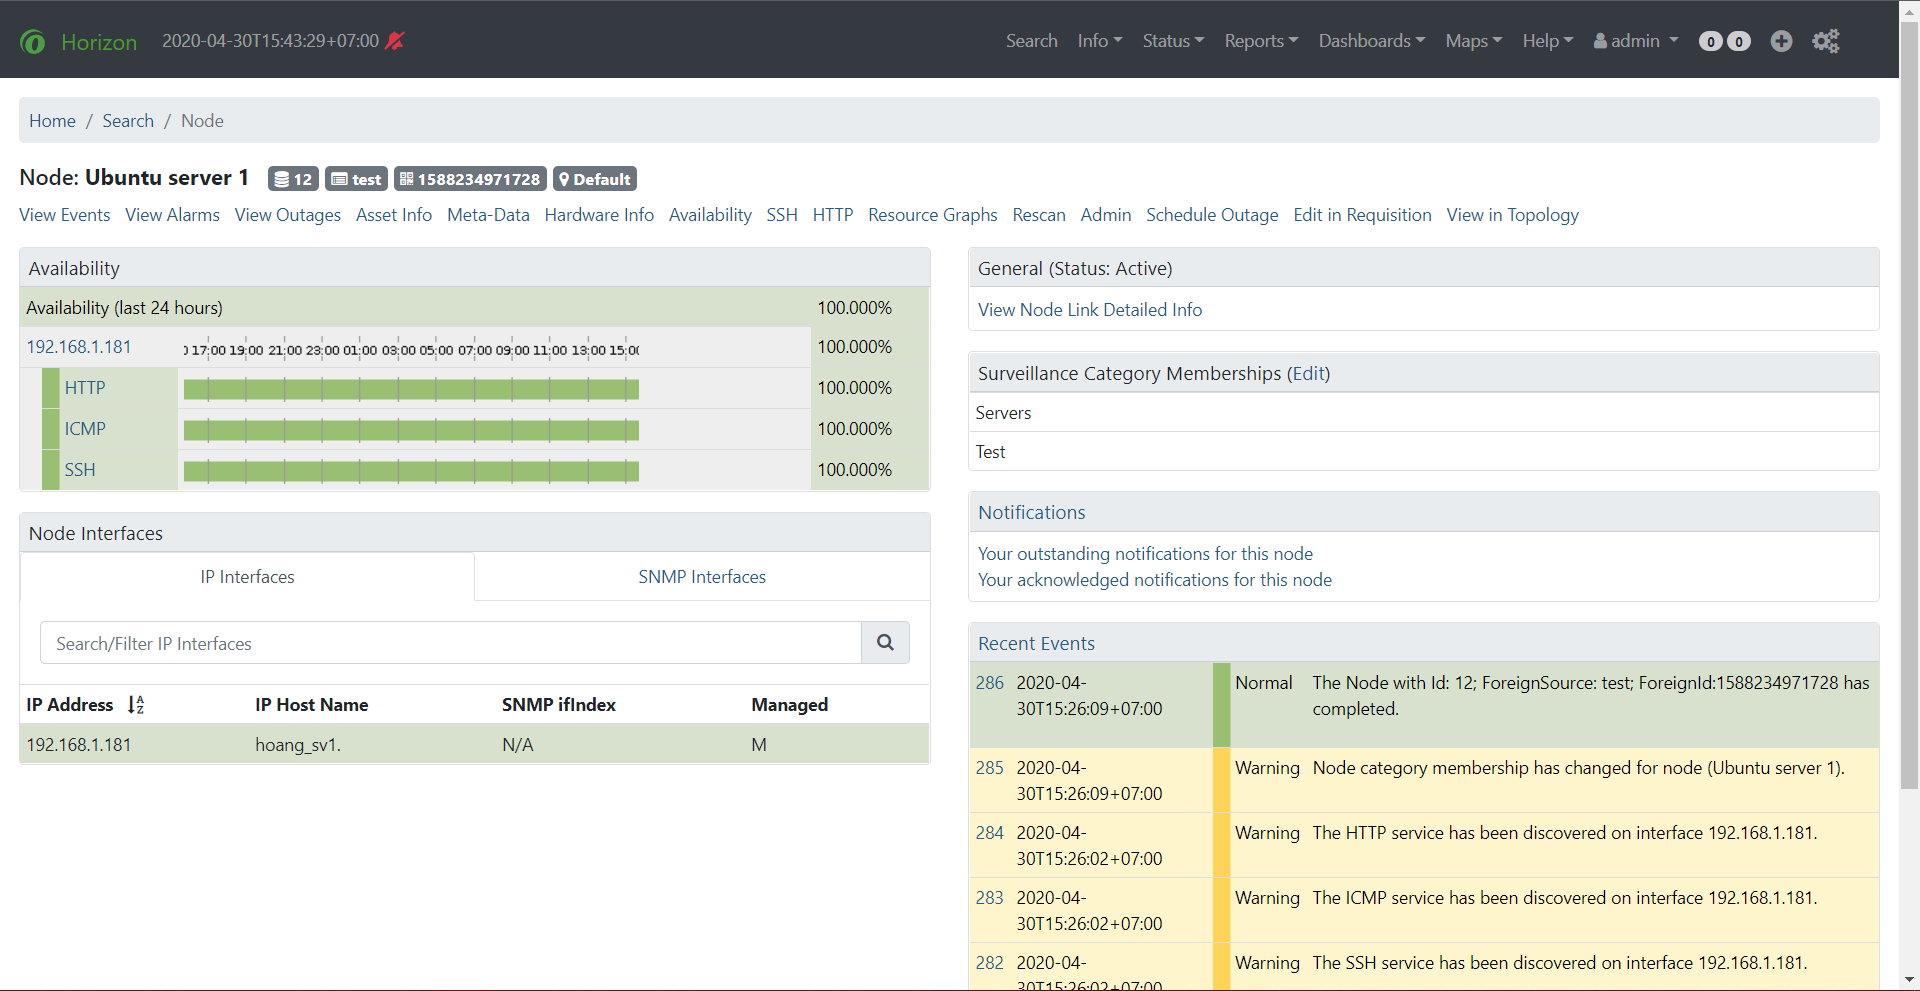 Horizon 2020-04-30T15:43:29+07:00 Search Info Status Reports Dashboards Maps Help admin 0 0
Home / Search / Node
Node: Ubuntu server 1 12 test 1588234971728 Default
View Events View Alarms View Outages Asset Info Meta-Data Hardware Info Availability SSH HTTP Resource Graphs Rescan Admin Schedule Outage Edit in Requisition View in Topology
Availability
Availability (last 24 hours) 100.000%
192.168.1.181 17:00 19:00 21:00 23:00 01:00 03:00 05:00 07:00 09:00 11:00 13:00 15:00 100.000%
HTTP 100.000%
ICMP 100.000%
SSH 100.000%
Node Interfaces
IP Interfaces SNMP Interfaces
Search/Filter IP Interfaces
IP Address IP Host Name SNMP ifIndex Managed
192.168.1.181 hoang_sv1. N/A M
General (Status: Active)
View Node Link Detailed Info
Surveillance Category Memberships (Edit)
Servers
Test
Notifications
Your outstanding notifications for this node
Your acknowledged notifications for this node
Recent Events
286 2020-04- Normal The Node with Id: 12; ForeignSource: test; ForeignId:1588234971728 has
30T15:26:09+07:00 completed.
285 2020-04- Warning Node category membership has changed for node (Ubuntu server 1).
30T15:26:09+07:00
284 2020-04- Warning The HTTP service has been discovered on interface 192.168.1.181.
30T15:26:02+07:00
283 2020-04- Warning The ICMP service has been discovered on interface 192.168.1.181.
30T15:26:02+07:00
282 2020-04- Warning The SSH service has been discovered on interface 192.168.1.181.
30T15:26:02+07:00